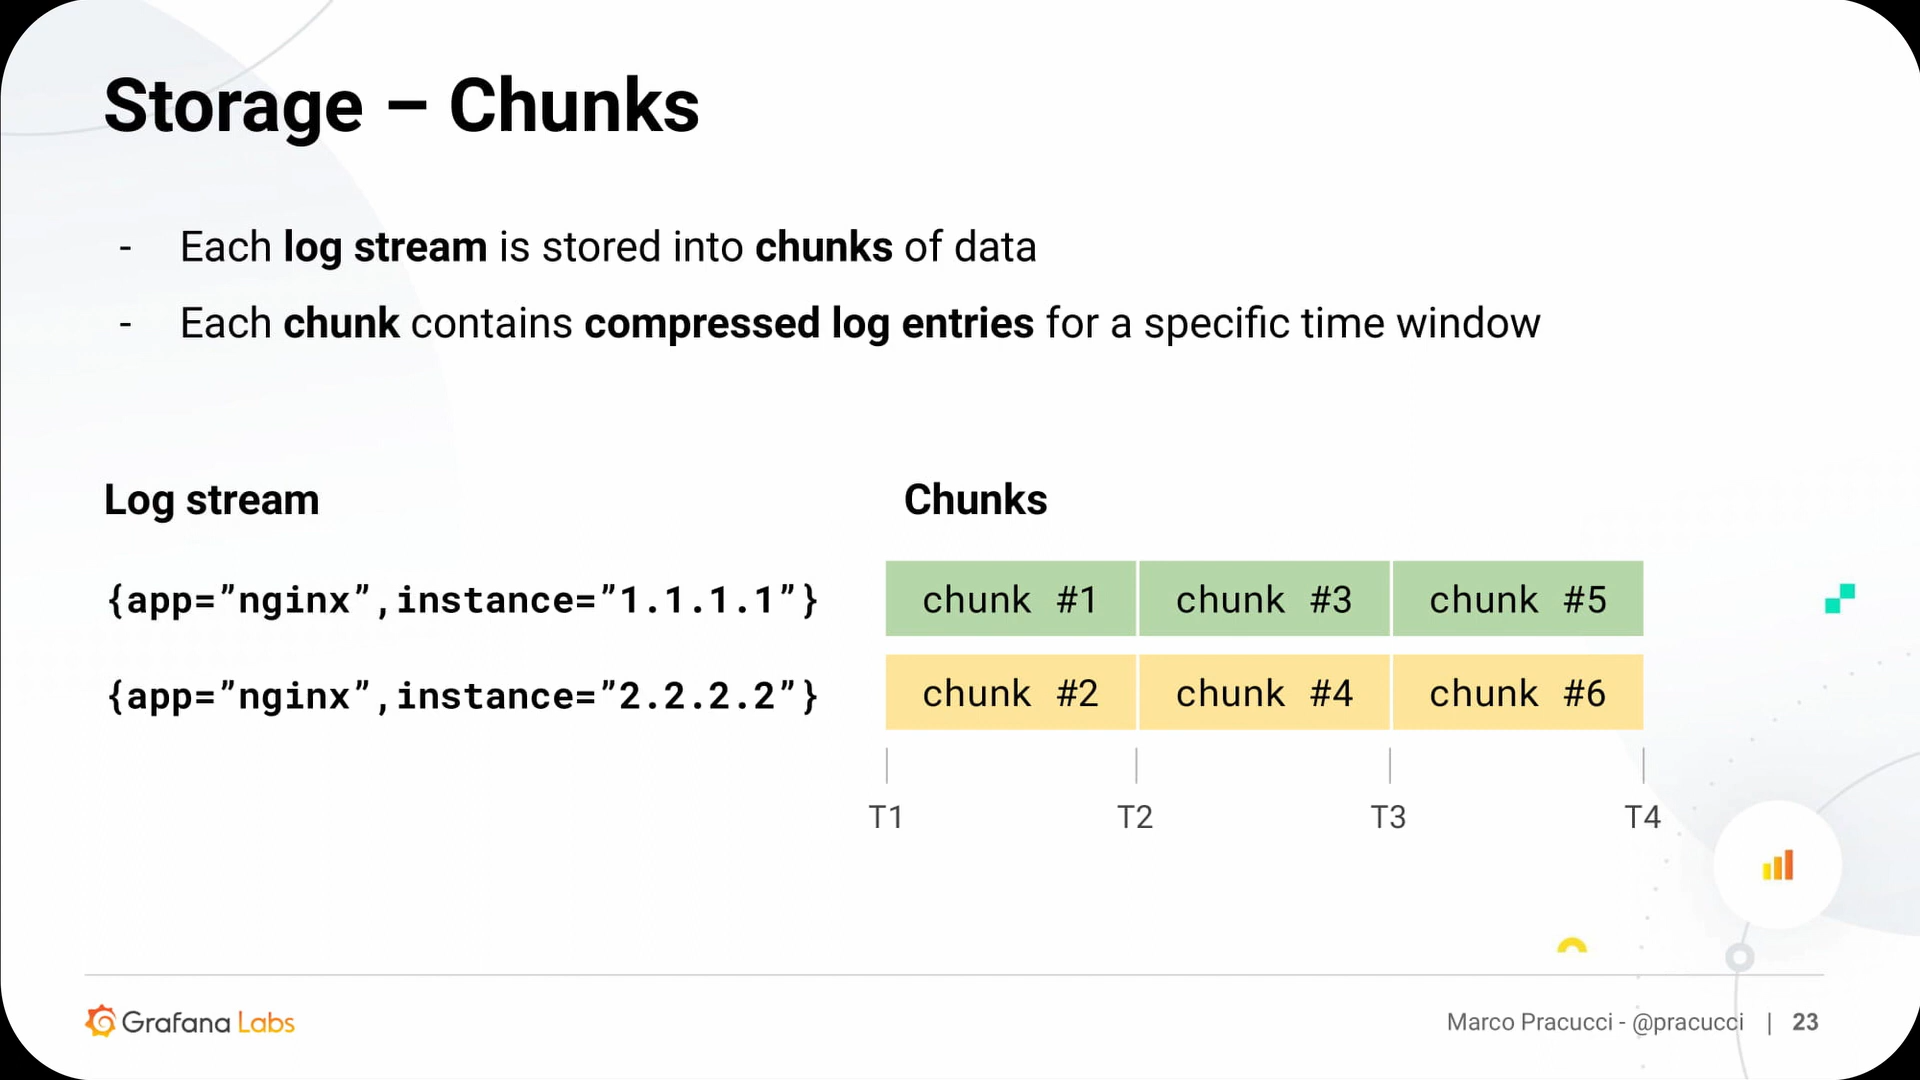 Storage – Chunks
- Each log stream is stored into chunks of data
- Each chunk contains compressed log entries for a specific time window
Log stream
Chunks
{app=”nginx”,instance=”1.1.1.1”}
chunk #1
chunk #3
chunk #5
{app=”nginx”,instance=”2.2.2.2”}
chunk #2
chunk #4
chunk #6
T1
T2
T3
T4
Grafana Labs
Marco Pracucci - @pracucci | 23